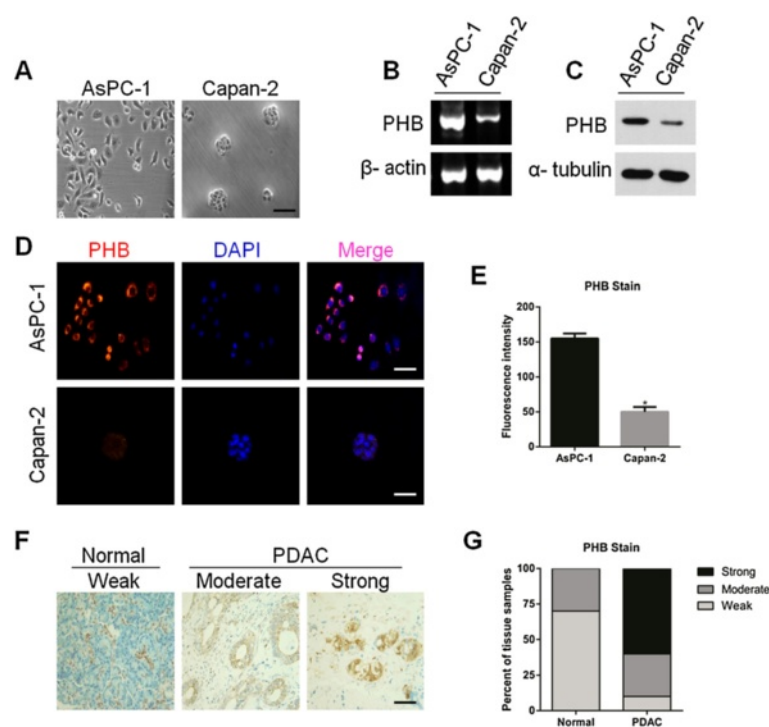 A
AsPC-1 Capan-2
B
AsPC-1 Capan-2
PHB
β- actin
C
AsPC-1 Capan-2
PHB
α- tubulin
D
PHB DAPI Merge
AsPC-1
Capan-2
E
PHB Stain
Fluorescence intensity
200
150
100
50
0
*
AsPC-1 Capan-2
F
Normal PDAC
Weak Moderate Strong
G
PHB Stain
Percent of tissue samples
100
75
50
25
0
Normal PDAC
Strong
Moderate
Weak